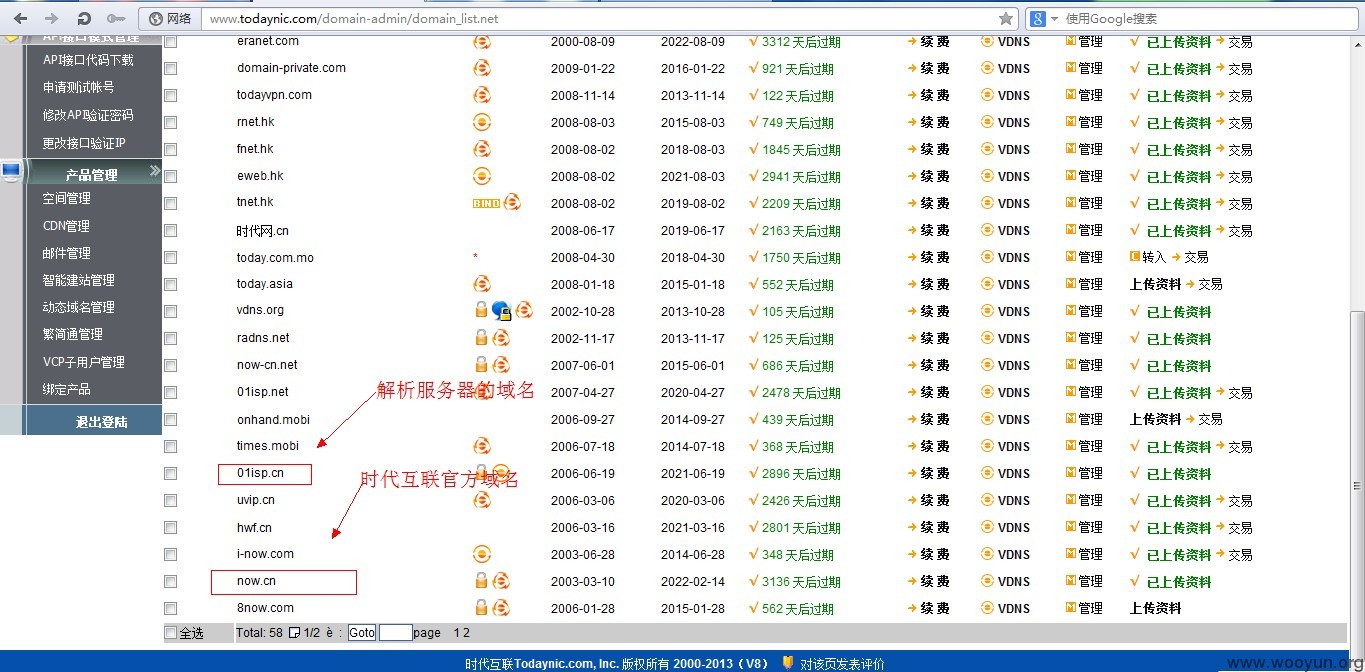 网络 www.todaynic.com/domain-admin/domain_list.net 使用Google搜索
API接口模式管理
API接口代码下载
申请测试帐号
修改API验证密码
更改接口验证IP
产品管理
空间管理
CDN管理
邮件管理
智能建站管理
动态域名管理
繁简通管理
VCP子用户管理
绑定产品
退出登陆
eranet.com 2000-08-09 2022-08-09 √ 3312 天后过期 → 续 费 VDNS M 管理 √ 已上传资料 → 交易
domain-private.com 2009-01-22 2016-01-22 √ 921 天后过期 → 续 费 VDNS M 管理 √ 已上传资料 → 交易
todayvpn.com 2008-11-14 2013-11-14 √ 122 天后过期 → 续 费 VDNS M 管理 √ 已上传资料 → 交易
rnet.hk 2008-08-03 2015-08-03 √ 749 天后过期 → 续 费 VDNS M 管理 √ 已上传资料 → 交易
fnet.hk 2008-08-02 2018-08-03 √ 1845 天后过期 → 续 费 VDNS M 管理 √ 已上传资料 → 交易
eweb.hk 2008-08-02 2021-08-03 √ 2941 天后过期 → 续 费 VDNS M 管理 √ 已上传资料 → 交易
tnet.hk BIND 2008-08-02 2019-08-02 √ 2209 天后过期 → 续 费 VDNS M 管理 √ 已上传资料 → 交易
时代网.cn 2008-06-17 2019-06-17 √ 2163 天后过期 → 续 费 VDNS M 管理 √ 已上传资料 → 交易
today.com.mo * 2008-04-30 2018-04-30 √ 1750 天后过期 → 续 费 VDNS M 管理 转入 → 交易
today.asia 2008-01-18 2015-01-18 √ 552 天后过期 → 续 费 VDNS M 管理 上传资料 → 交易
vdns.org 2002-10-28 2013-10-28 √ 105 天后过期 → 续 费 VDNS M 管理 √ 已上传资料
radns.net 2002-11-17 2013-11-17 √ 125 天后过期 → 续 费 VDNS M 管理 √ 已上传资料
now-cn.net 2007-06-01 2015-06-01 √ 686 天后过期 → 续 费 VDNS M 管理 √ 已上传资料
01isp.net 2007-04-27 2020-04-27 √ 2478 天后过期 → 续 费 VDNS M 管理 √ 已上传资料 → 交易
解析服务器的域名
onhand.mobi 2006-09-27 2014-09-27 √ 439 天后过期 → 续 费 VDNS M 管理 上传资料 → 交易
times.mobi 2006-07-18 2014-07-18 √ 368 天后过期 → 续 费 VDNS M 管理 √ 已上传资料 → 交易
01isp.cn 2006-06-19 2021-06-19 √ 2896 天后过期 → 续 费 VDNS M 管理 √ 已上传资料
时代互联官方域名
uvip.cn 2006-03-06 2020-03-06 √ 2426 天后过期 → 续 费 VDNS M 管理 √ 已上传资料 → 交易
hwf.cn 2006-03-16 2021-03-16 √ 2801 天后过期 → 续 费 VDNS M 管理 √ 已上传资料 → 交易
i-now.com 2003-06-28 2014-06-28 √ 348 天后过期 → 续 费 VDNS M 管理 √ 已上传资料 → 交易
now.cn 2003-03-10 2022-02-14 √ 3136 天后过期 → 续 费 VDNS M 管理 √ 已上传资料
8now.com 2006-01-28 2015-01-28 √ 562 天后过期 → 续 费 VDNS M 管理 上传资料
全选 Total: 58 1/2 è : Goto page 1 2
时代互联Todaynic.com, Inc. 版权所有 2000-2013（V8） 对该页发表评价
www.wooyun.org